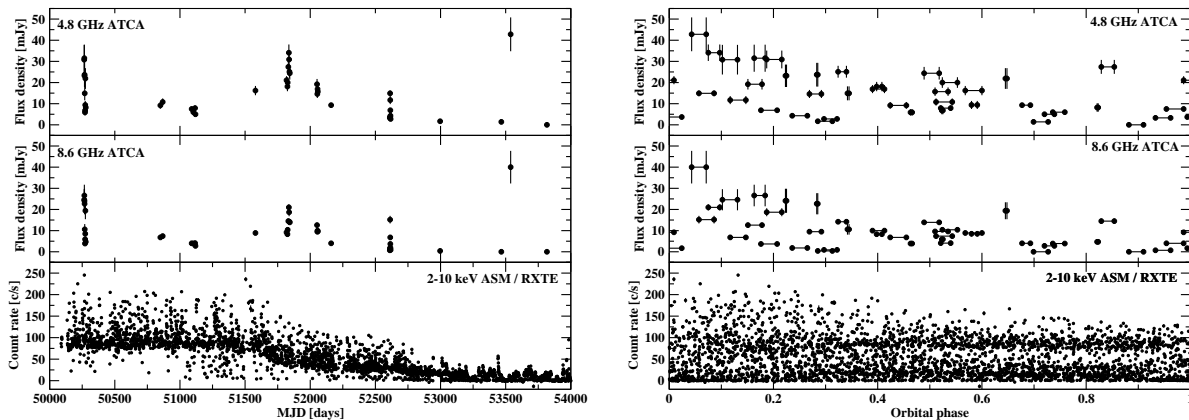 4.8 GHz ATCA
Flux density [mJy]
50
40
30
20
10
0
8.6 GHz ATCA
Flux density [mJy]
50
40
30
20
10
0
2-10 keV ASM / RXTE
Count rate [c/s]
250
200
150
100
50
0
50000 50500 51000 51500 52000 52500 53000 53500 54000
MJD [days]
4.8 GHz ATCA
Flux density [mJy]
50
40
30
20
10
0
8.6 GHz ATCA
Flux density [mJy]
50
40
30
20
10
0
2-10 keV ASM / RXTE
Count rate [c/s]
250
200
150
100
50
0
0 0.2 0.4 0.6 0.8
Orbital phase